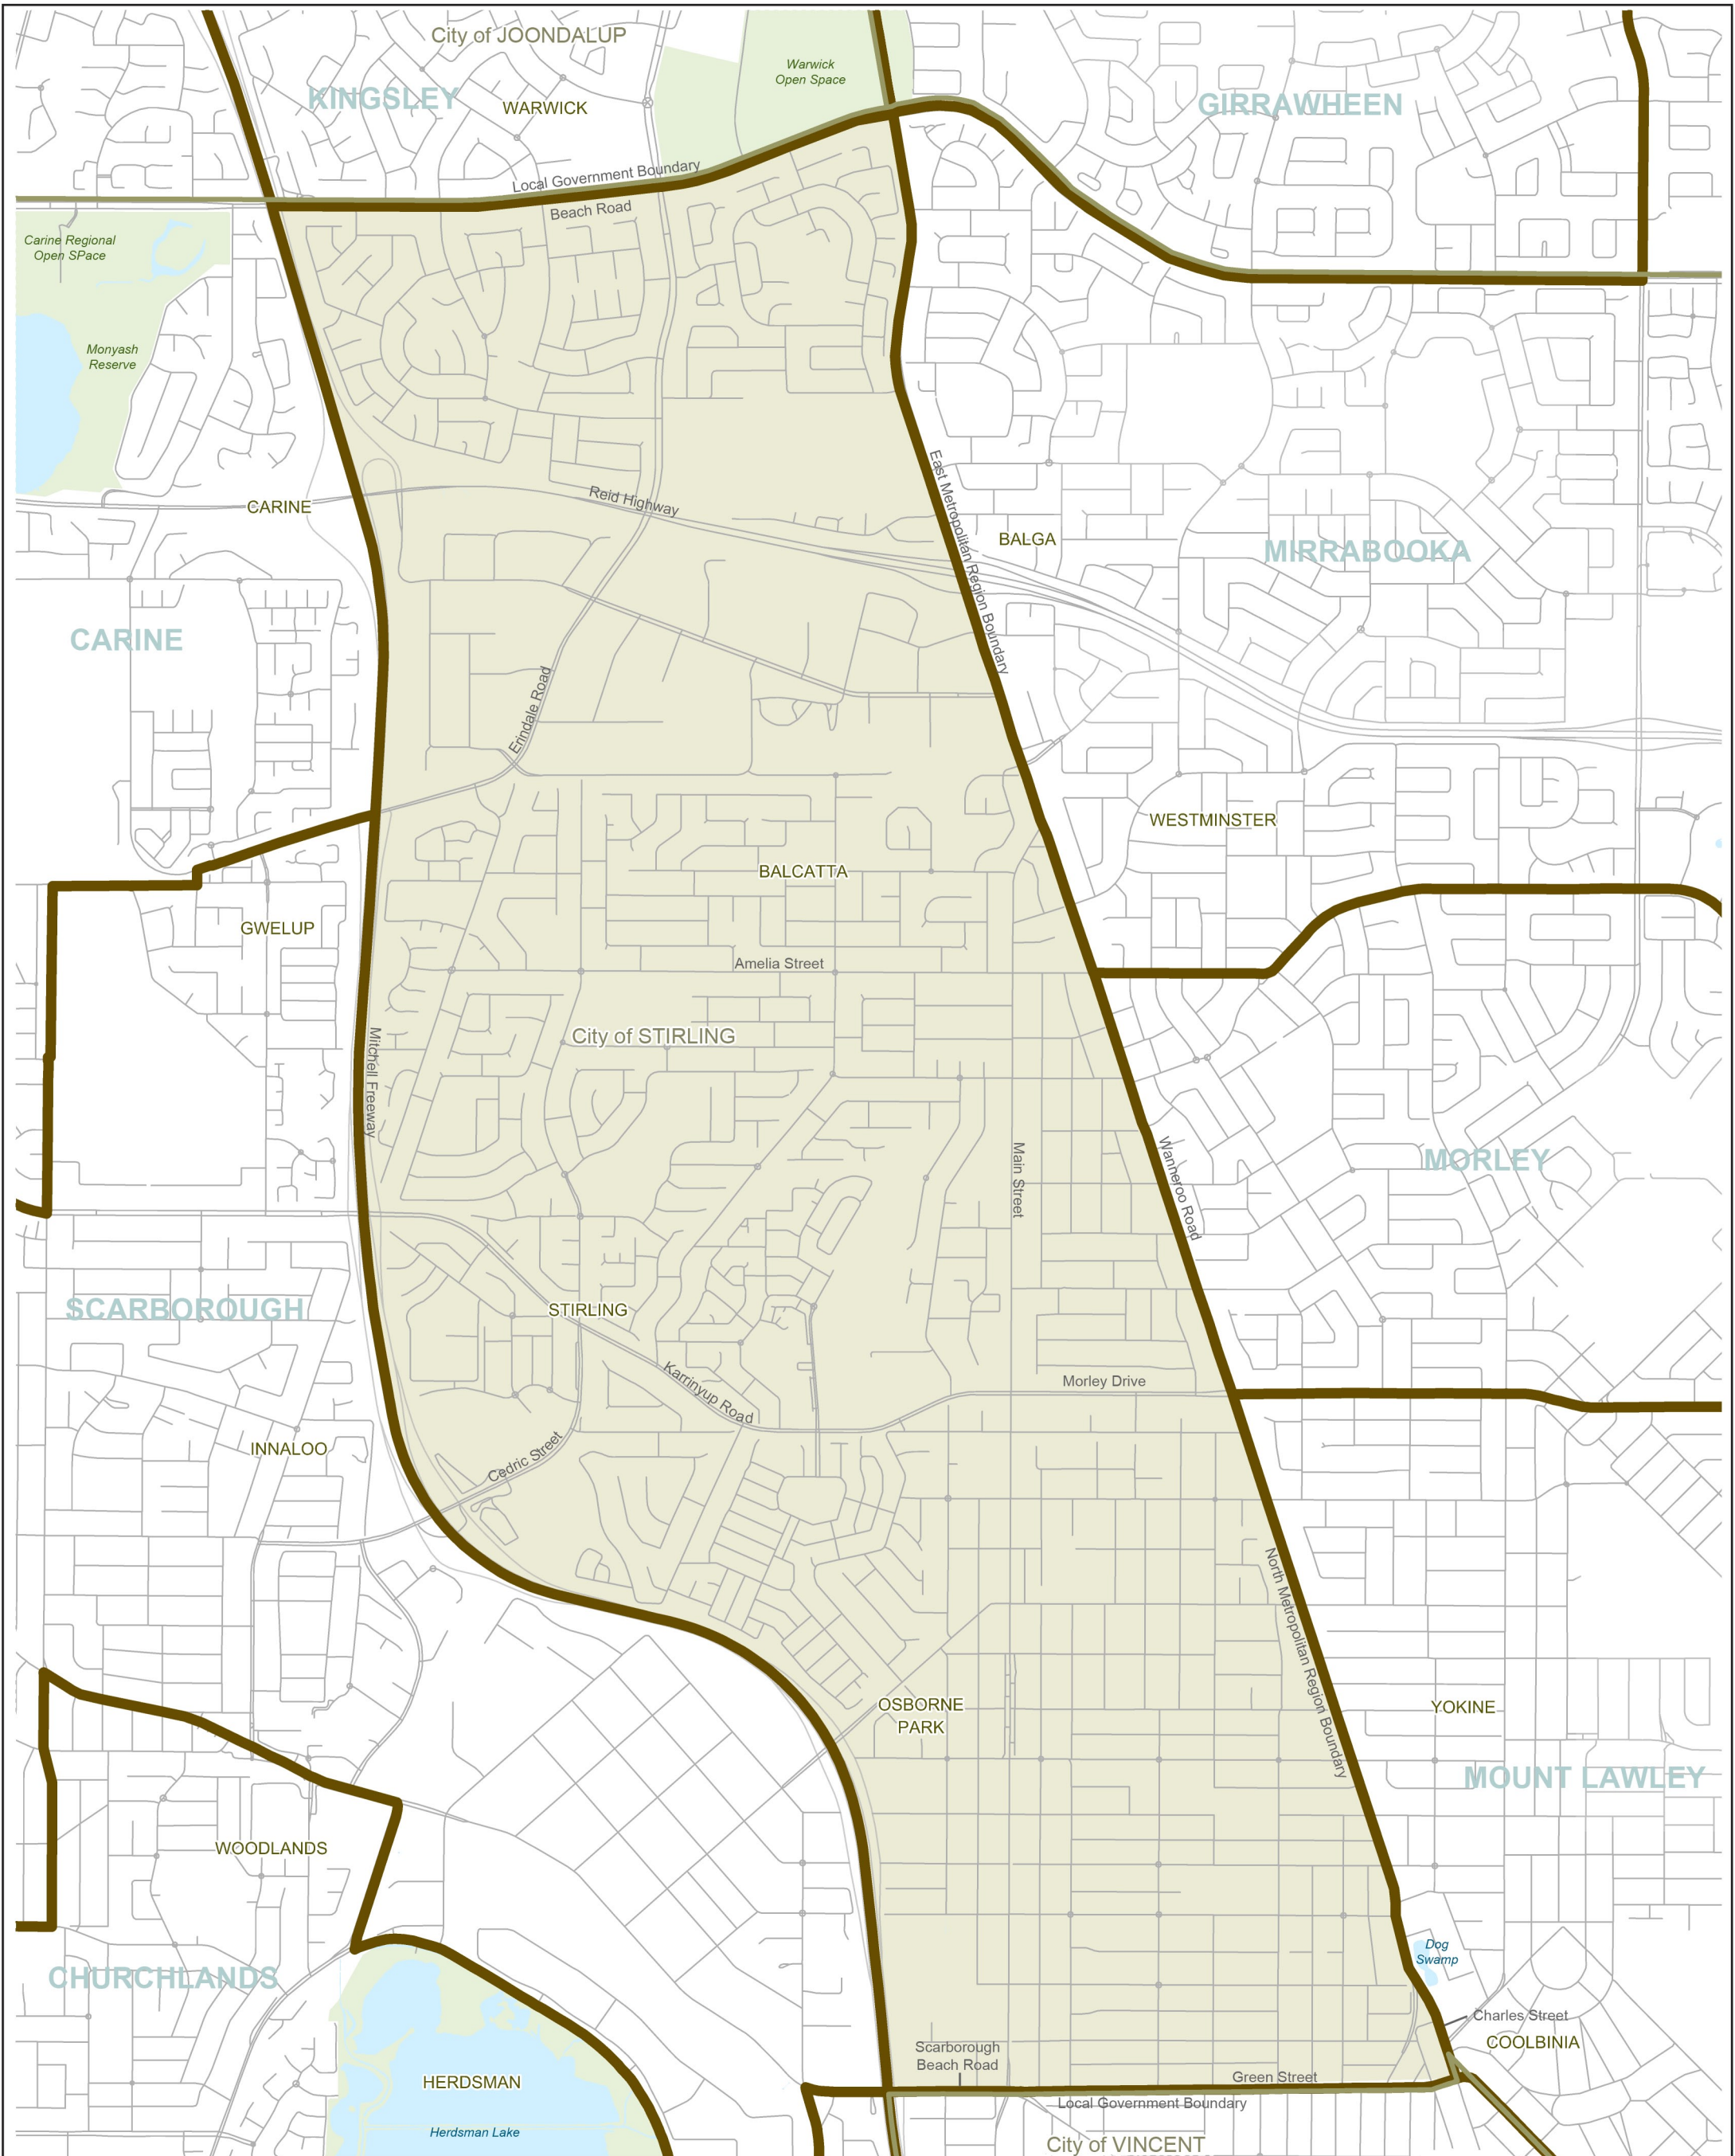 City of JOONDALUP
Warwick
Open Space
KINGSLEY
WARWICK
GIRRAWHEEN
Local Government Boundary
Beach Road
Carine Regional
Open SPace
Monyash
Reserve
CARINE
Reid Highway
East Metropolitan Region Boundary
BALGA
MIRRABOOKA
CARINE
Erindale Road
WESTMINSTER
BALCATTA
GWELUP
Amelia Street
City of STIRLING
Mitchell Freeway
Main Street
Wanneroo Road
MORLEY
SCARBOROUGH
STIRLING
Karrinyup Road
Morley Drive
INNALOO
Cedric Street
North Metropolitan Region Boundary
OSBORNE
PARK
YOKINE
MOUNT LAWLEY
WOODLANDS
Dog
Swamp
CHURCHLANDS
Charles Street
COOLBINIA
Scarborough
Beach Road
Green Street
HERDSMAN
Local Government Boundary
Herdsman Lake
City of VINCENT